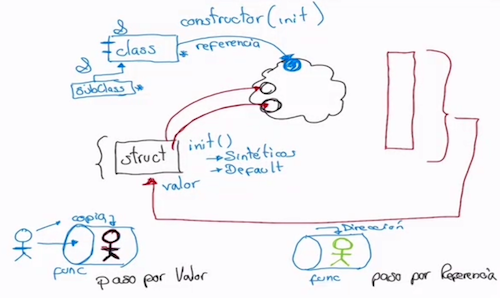 constructor(init)
class
referencia
subclass
struct
init()
Sintéticos
Default
valor
copia
func
paso por Valor
Dirección
func
paso por Referencia